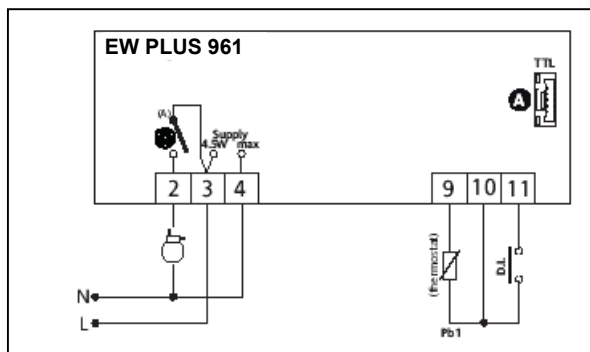 EW PLUS 961
TTL
A
(A)
Supply
4.5W max
2 3 4
9 10 11
(thermostat)
D.I.
N
L
Pb1